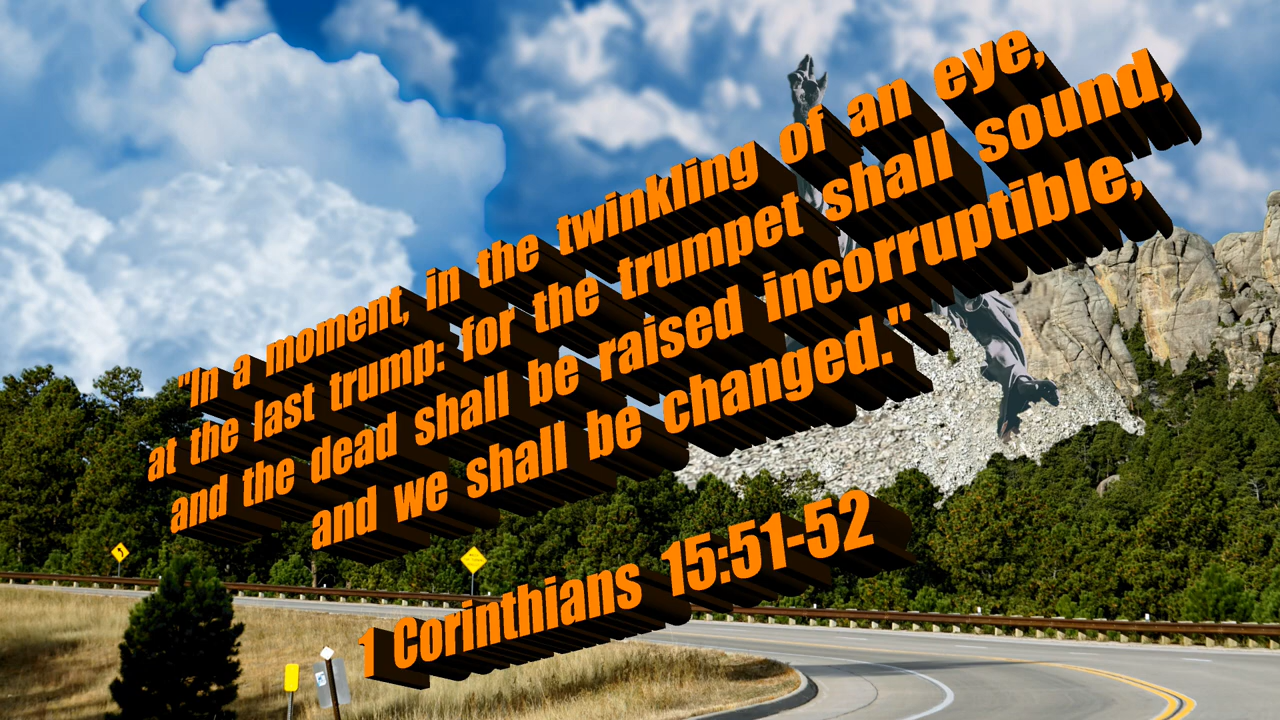 "In a moment, in the twinkling of an eye,
at the last trump: for the trumpet shall sound,
and the dead shall be raised incorruptible,
and we shall be changed."
1 Corinthians 15:51-52